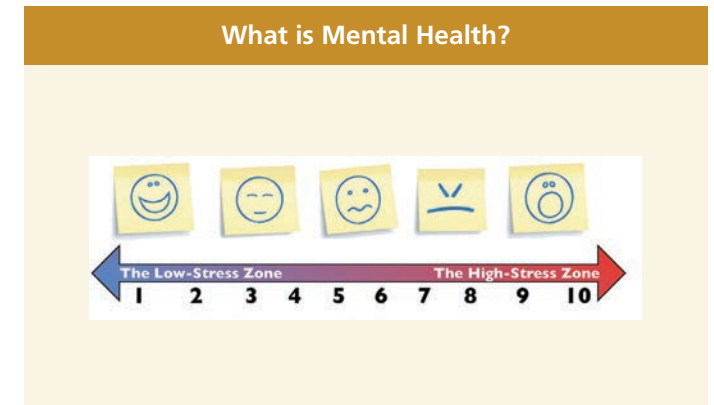 What is Mental Health?
The Low-Stress Zone The High-Stress Zone
1 2 3 4 5 6 7 8 9 10